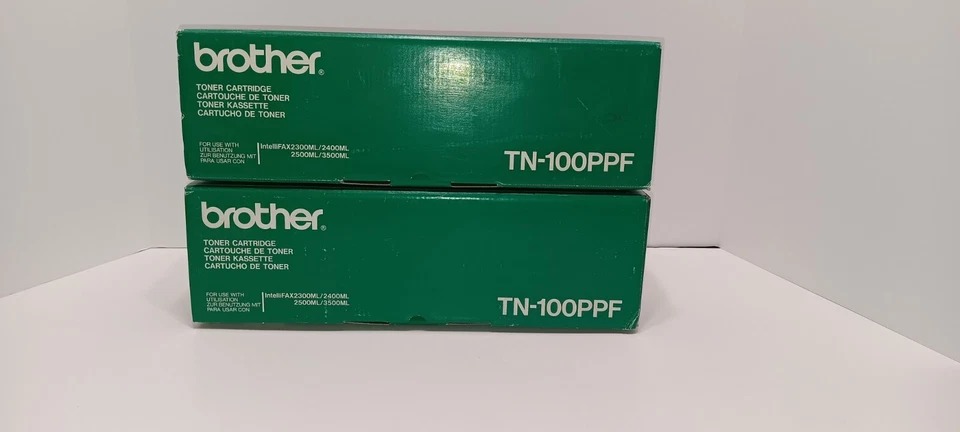 brother®
TONER CARTRIDGE
CARTOUCHE DE TONER
TONER KASSETTE
CARTUCHO DE TONER
FOR USE WITH
UTILISATION
ZUR BENUTZUNG MIT
PARA USAR CON
IntelliFAX2300ML/2400ML
2500ML/3500ML
TN-100PPF
brother®
TONER CARTRIDGE
CARTOUCHE DE TONER
TONER KASSETTE
CARTUCHO DE TONER
FOR USE WITH
UTILISATION
ZUR BENUTZUNG MIT
PARA USAR CON
IntelliFAX2300ML/2400ML
2500ML/3500ML
TN-100PPF